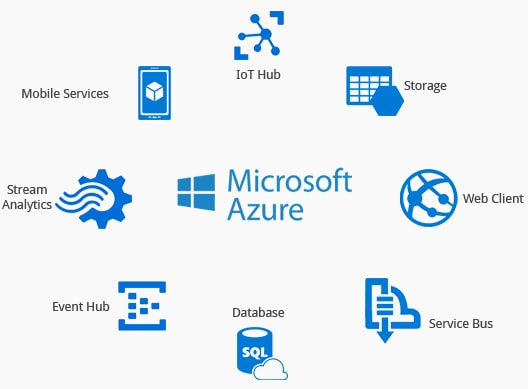 IoT Hub
Mobile Services
Storage
Stream
Analytics
Microsoft
Azure
Web Client
Event Hub
Database
SQL
Service Bus